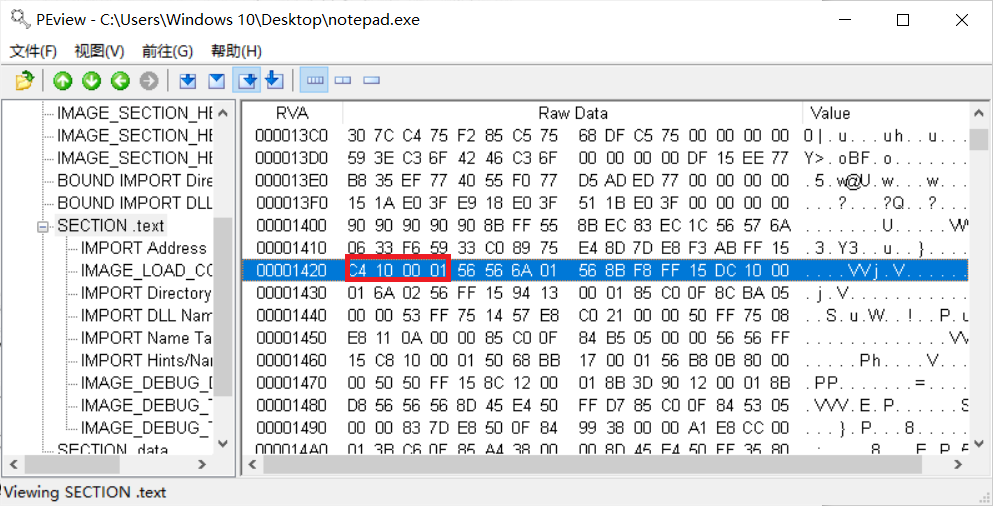 PEview - C:\Users\Windows 10\Desktop\notepad.exe
文件(F) 视图(V) 前往(G) 帮助(H)
IMAGE_SECTION_HE
IMAGE_SECTION_HE
IMAGE_SECTION_HE
BOUND IMPORT Dire
BOUND IMPORT DLL
SECTION .text
IMPORT Address
IMAGE_LOAD_CO
IMPORT Directory
IMPORT DLL Nam
IMPORT Name Ta
IMPORT Hints/Nar
IMAGE_DEBUG_D
IMAGE_DEBUG_T
IMAGE_DEBUG_T
SECTION .data
RVA Raw Data Value
000013C0 30 7C C4 75 F2 85 C5 75 68 DF C5 75 00 00 00 00 0|.u...uh..u....
000013D0 59 3E C3 6F 42 46 C3 6F 00 00 00 00 DF 15 EE 77 Y>.oBF.o.......
000013E0 B8 35 EF 77 40 55 F0 77 D5 AD ED 77 00 00 00 00 .5.w@U.w...w...
000013F0 15 1A E0 3F E9 18 E0 3F 51 1B E0 3F 00 00 00 00 ...?...?Q..?...
00001400 90 90 90 90 90 8B FF 55 8B EC 83 EC 1C 56 57 6A .......U.....VW
00001410 06 33 F6 59 33 C0 89 75 E4 8D 7D E8 F3 AB FF 15 .3.Y3..u..}....
00001420 C4 10 00 01 56 56 6A 01 56 8B F8 FF 15 DC 10 00 ....VVj.V......
00001430 01 6A 02 56 FF 15 94 13 00 01 85 C0 0F 8C BA 05 .j.V...........
00001440 00 00 53 FF 75 14 57 E8 C0 21 00 00 50 FF 75 08 ..S.u.W..!..P.u
00001450 E8 11 0A 00 00 85 C0 0F 84 B5 05 00 00 56 56 FF .............VV
00001460 15 C8 10 00 01 50 68 BB 17 00 01 56 B8 0B 80 00 .....Ph....V...
00001470 00 50 50 FF 15 8C 12 00 01 8B 3D 90 12 00 01 8B .PP.......=....
00001480 D8 56 56 56 8D 45 E4 50 FF D7 85 C0 0F 84 53 05 .VVV.E.P......S
00001490 00 00 83 7D E8 50 0F 84 99 38 00 00 A1 E8 CC 00 ...}.P...8.....
000014A0 01 3B C6 0F 85 A4 38 00 00 8D 45 E4 50 FF 35 80
Viewing SECTION .text